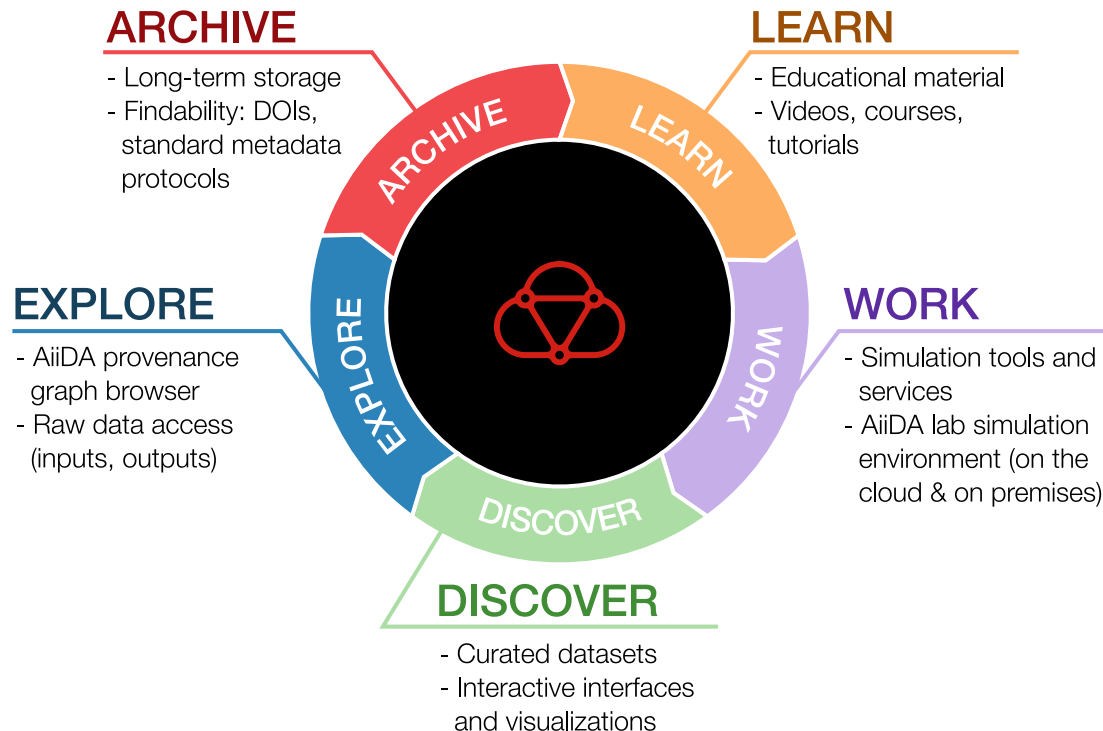 ARCHIVE
- Long-term storage
- Findability: DOIs,
standard metadata
protocols
LEARN
- Educational material
- Videos, courses,
tutorials
ARCHIVE
LEARN
EXPLORE
- AiiDA provenance
graph browser
- Raw data access
(inputs, outputs)
EXPLORE
WORK
WORK
- Simulation tools and
services
- AiiDA lab simulation
environment (on the
cloud & on premises)
DISCOVER
DISCOVER
- Curated datasets
- Interactive interfaces
and visualizations